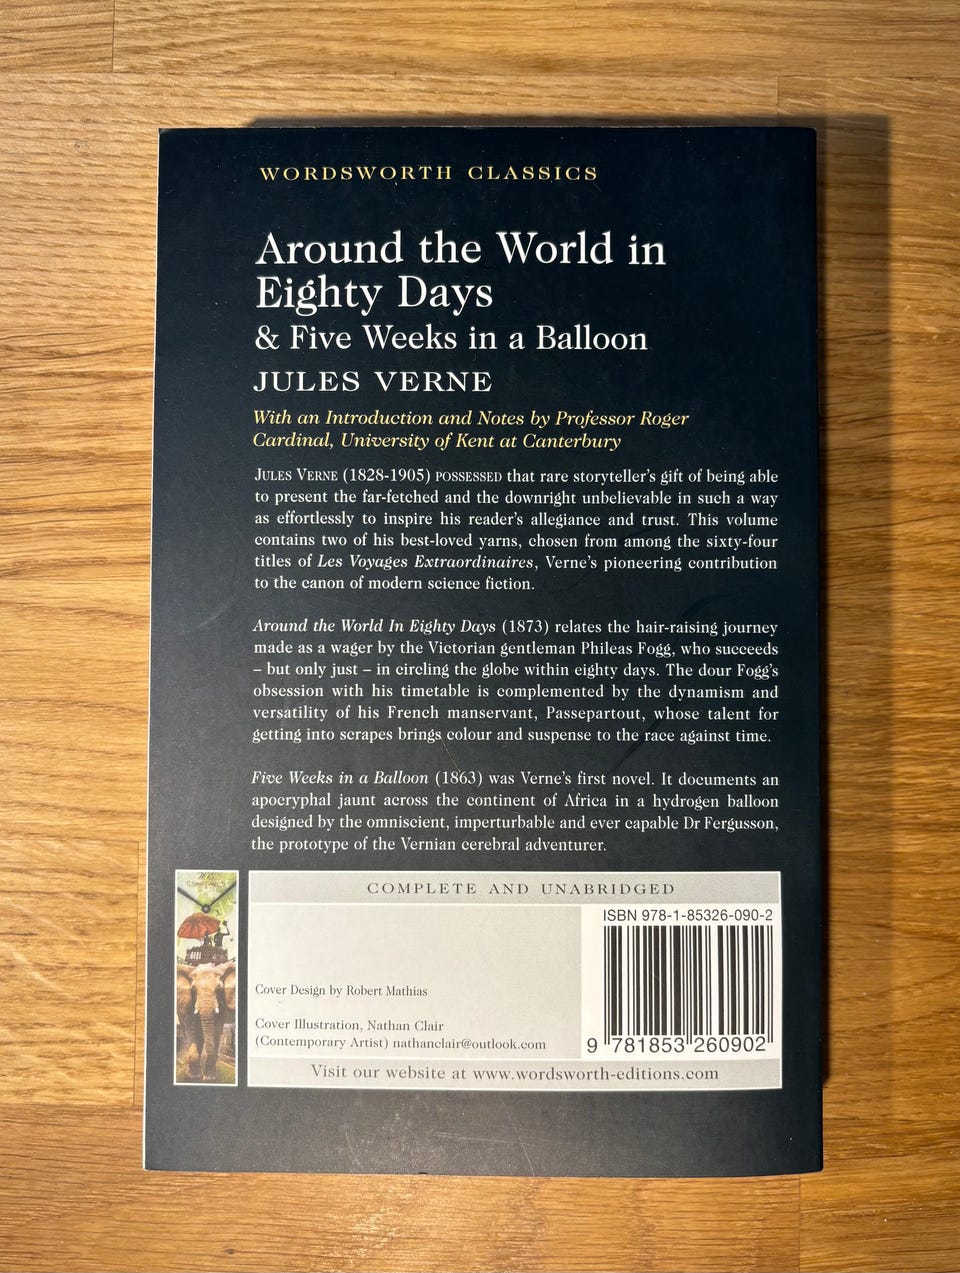 WORDSWORTH CLASSICS
Around the World in
Eighty Days
& Five Weeks in a Balloon
JULES VERNE
With an Introduction and Notes by Professor Roger
Cardinal, University of Kent at Canterbury
JULES VERNE (1828-1905) POSSESSED that rare storyteller's gift of being able
to present the far-fetched and the downright unbelievable in such a way
as effortlessly to inspire his reader's allegiance and trust. This volume
contains two of his best-loved yarns, chosen from among the sixty-four
titles of Les Voyages Extraordinaires, Verne's pioneering contribution
to the canon of modern science fiction.
Around the World In Eighty Days (1873) relates the hair-raising journey
made as a wager by the Victorian gentleman Phileas Fogg, who succeeds
– but only just – in circling the globe within eighty days. The dour Fogg's
obsession with his timetable is complemented by the dynamism and
versatility of his French manservant, Passepartout, whose talent for
getting into scrapes brings colour and suspense to the race against time.
Five Weeks in a Balloon (1863) was Verne's first novel. It documents an
apocryphal jaunt across the continent of Africa in a hydrogen balloon
designed by the omniscient, imperturbable and ever capable Dr Fergusson,
the prototype of the Vernian cerebral adventurer.
COMPLETE AND UNABRIDGED
ISBN 978-1-85326-090-2
Cover Design by Robert Mathias
Cover Illustration, Nathan Clair
(Contemporary Artist) nathanclair@outlook.com
9 781853 260902
Visit our website at www.wordsworth-editions.com